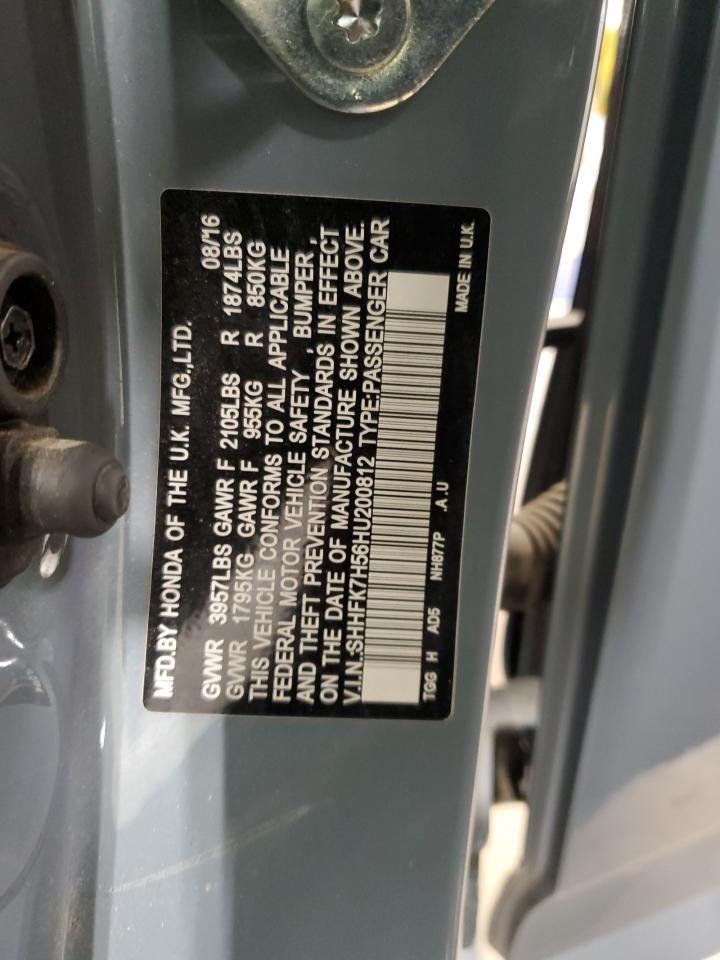 MFD.BY HONDA OF THE U.K. MFG.,LTD. 08/16
GVWR 3957LBS GAWR F 2105LBS R 1874LBS
GVWR 1795KG GAWR F 955KG R 850KG
THIS VEHICLE CONFORMS TO ALL APPLICABLE
FEDERAL MOTOR VEHICLE SAFETY , BUMPER ,
AND THEFT PREVENTION STANDARDS IN EFFECT
ON THE DATE OF MANUFACTURE SHOWN ABOVE.
V.I.N.:SHHFK7H56HU200812 TYPE:PASSENGER CAR
TGG H A05 NH877P .A.U MADE IN U.K.